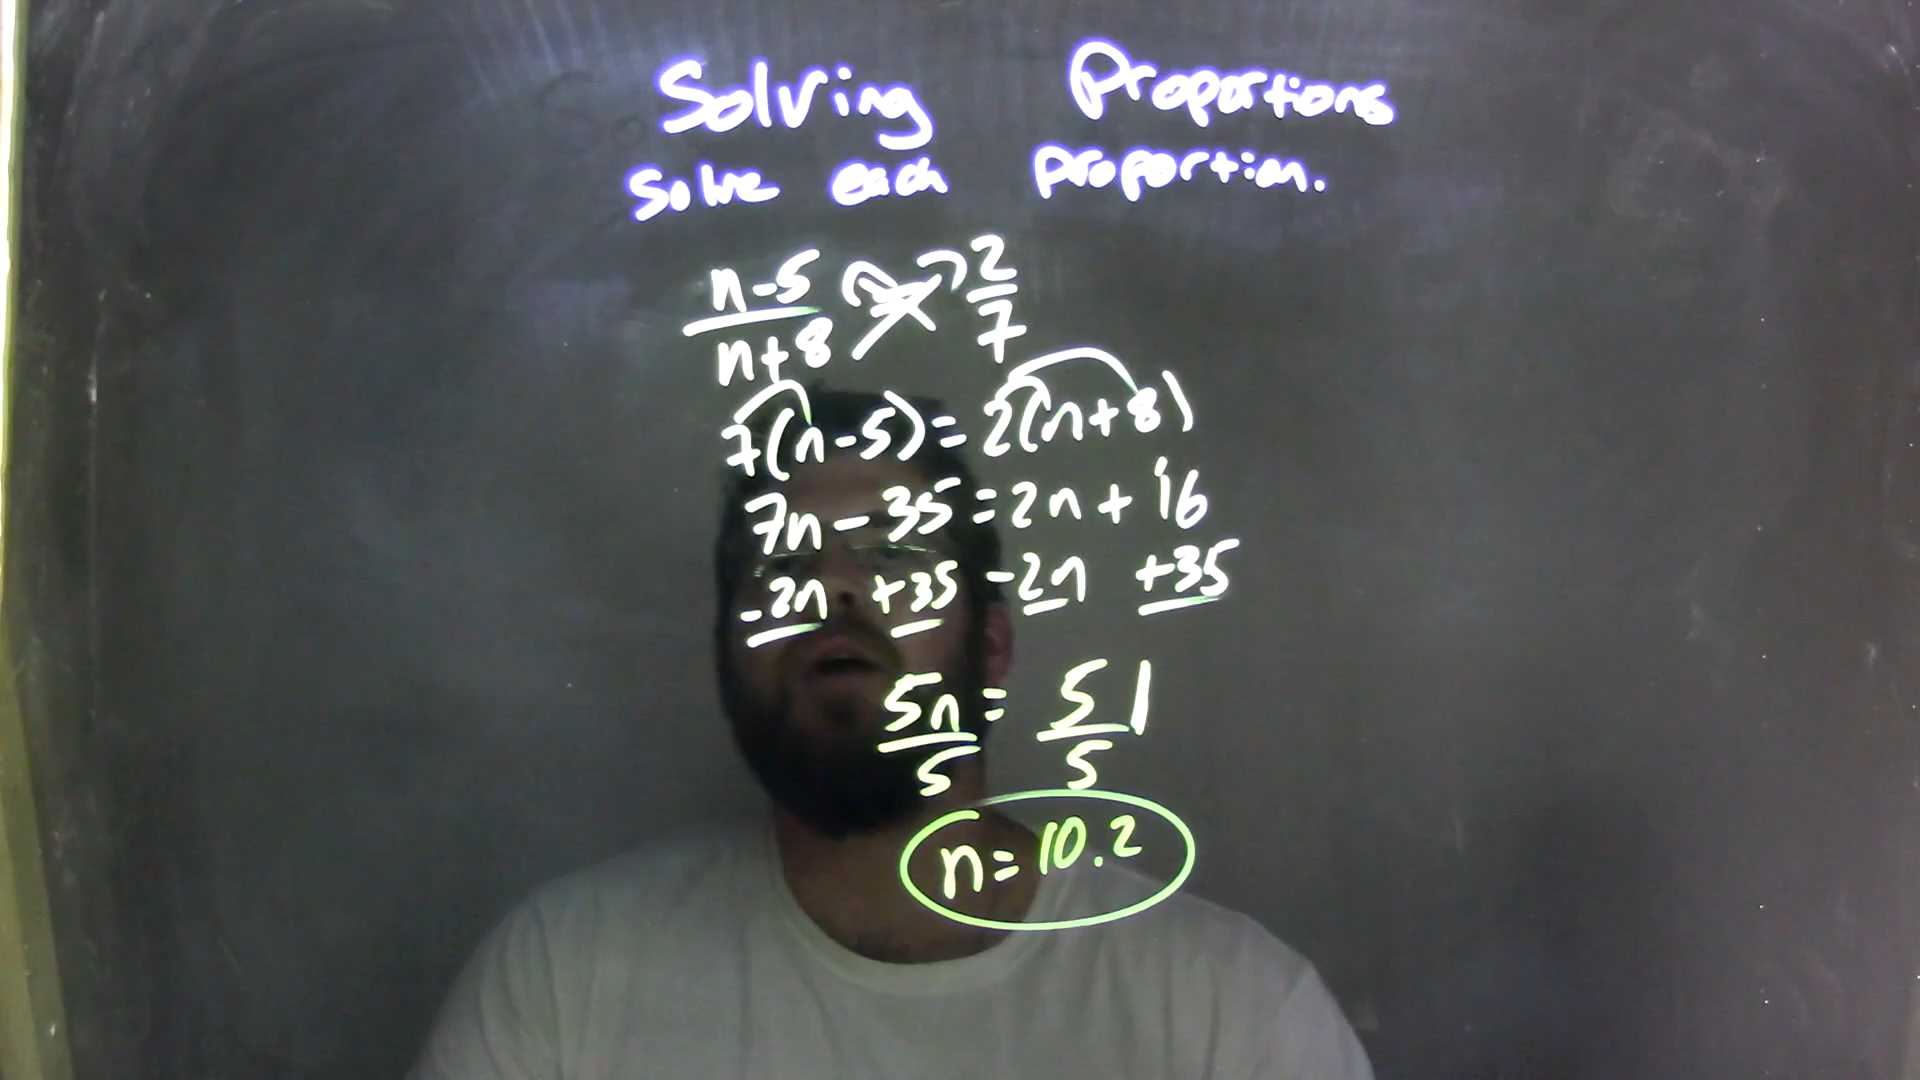 Solving Proportions
Solve each proportion.
n-5 2
n+8 7
7(n-5)=2(n+8)
7n-35=2n+16
-2n +35 -2n +35
5n = 51
5 5
n=10.2